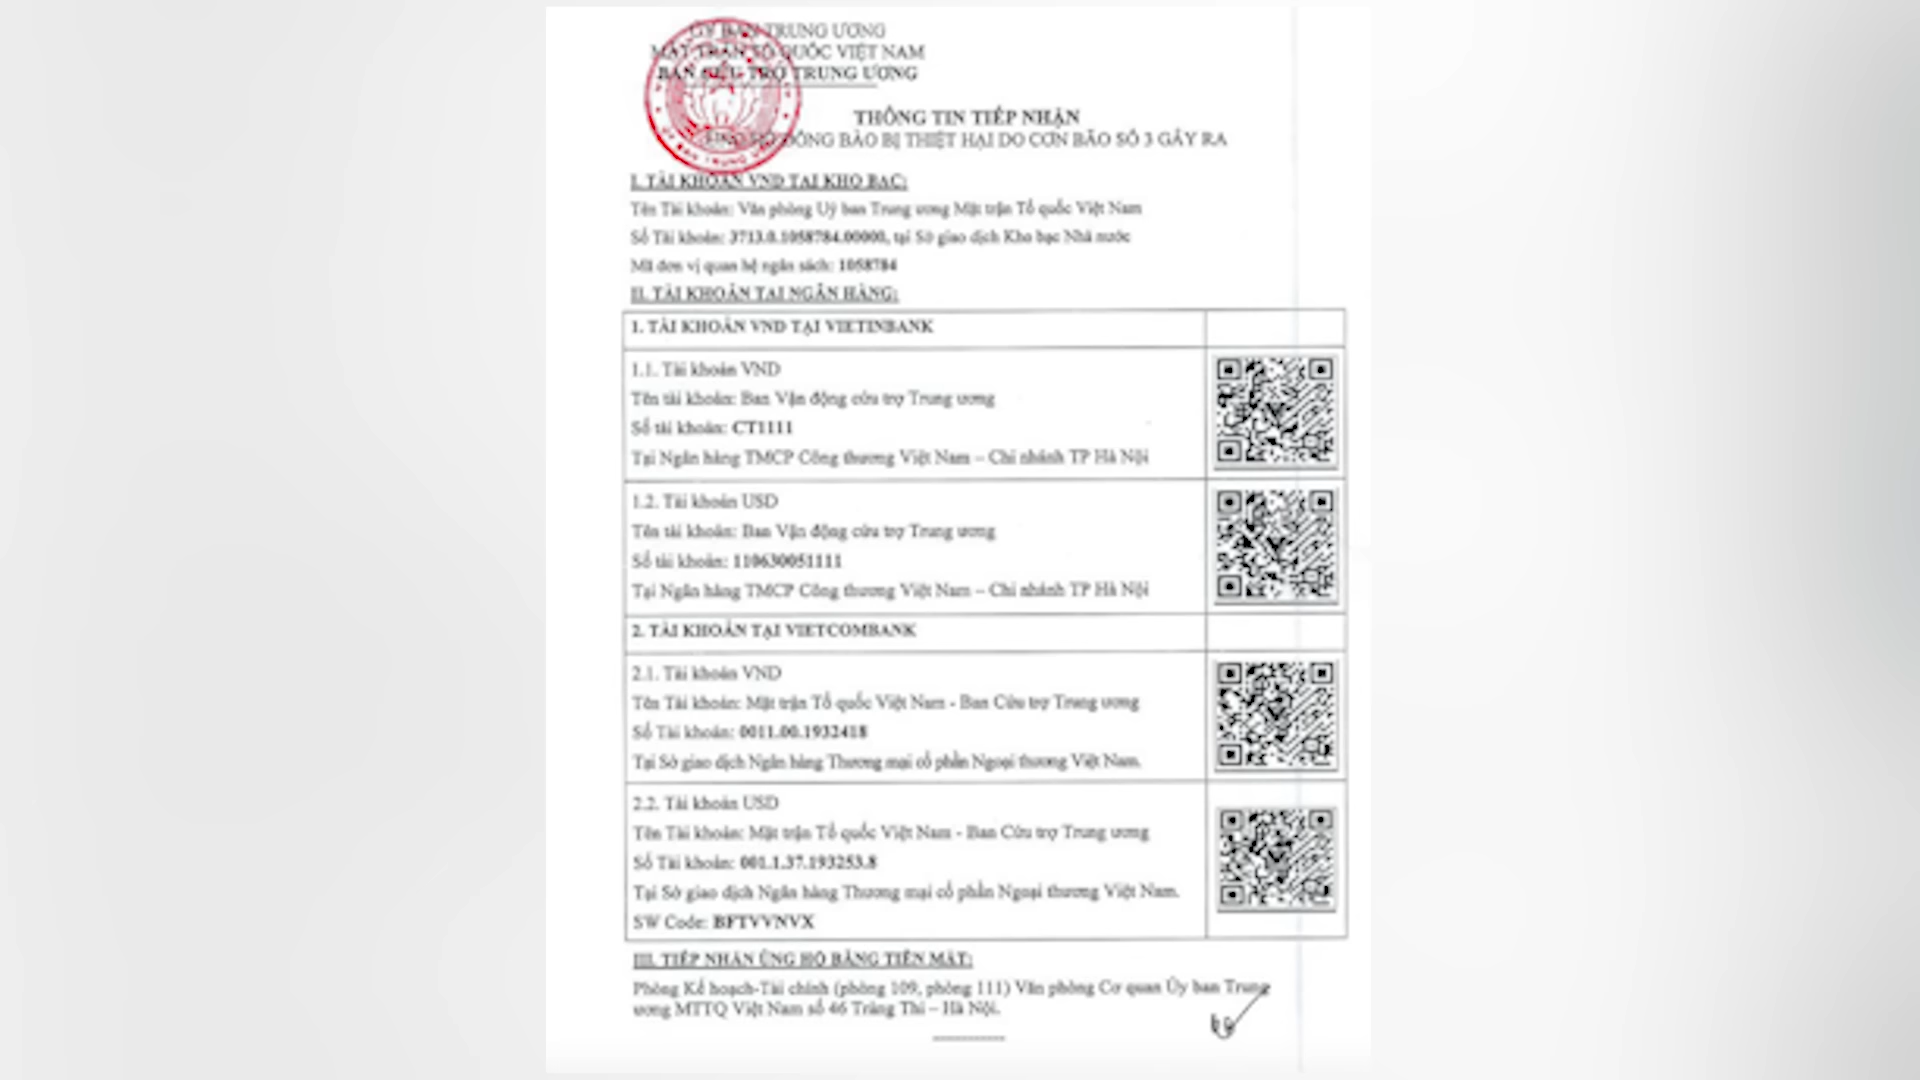 ỦY BAN TRUNG ƯƠNG
MẶT TRẬN TỔ QUỐC VIỆT NAM
BAN CỨU TRỢ TRUNG ƯƠNG
THÔNG TIN TIẾP NHẬN
ỦNG HỘ ĐỒNG BÀO BỊ THIỆT HẠI DO CƠN BÃO SỐ 3 GÂY RA
I. TÀI KHOẢN VND TẠI KHO BẠC:
Tên Tài khoản: Văn phòng Uỷ ban Trung ương Mặt trận Tổ quốc Việt Nam
Số Tài khoản: 3713.0.1058784.00000, tại Sở giao dịch Kho bạc Nhà nước
Mã đơn vị quan hệ ngân sách: 1058784
II. TÀI KHOẢN TẠI NGÂN HÀNG:
1. TÀI KHOẢN VND TẠI VIETINBANK
1.1. Tài khoản VND
Tên tài khoản: Ban Vận động cứu trợ Trung ương
Số tài khoản: CT1111
Tại Ngân hàng TMCP Công thương Việt Nam – Chi nhánh TP Hà Nội
1.2. Tài khoản USD
Tên tài khoản: Ban Vận động cứu trợ Trung ương
Số tài khoản: 110630051111
Tại Ngân hàng TMCP Công thương Việt Nam – Chi nhánh TP Hà Nội
2. TÀI KHOẢN TẠI VIETCOMBANK
2.1. Tài khoản VND
Tên Tài khoản: Mặt trận Tổ quốc Việt Nam - Ban Cứu trợ Trung ương
Số Tài khoản: 0011.00.1932418
Tại Sở giao dịch Ngân hàng Thương mại cổ phần Ngoại thương Việt Nam.
2.2. Tài khoản USD
Tên Tài khoản: Mặt trận Tổ quốc Việt Nam - Ban Cứu trợ Trung ương
Số Tài khoản: 001.1.37.193253.8
Tại Sở giao dịch Ngân hàng Thương mại cổ phần Ngoại thương Việt Nam.
SW Code: BFTVVNVX
III. TIẾP NHẬN ỦNG HỘ BẰNG TIỀN MẶT:
Phòng Kế hoạch-Tài chính (phòng 109, phòng 111) Văn phòng Cơ quan Ủy ban Trung
ương MTTQ Việt Nam số 46 Tràng Thi – Hà Nội.